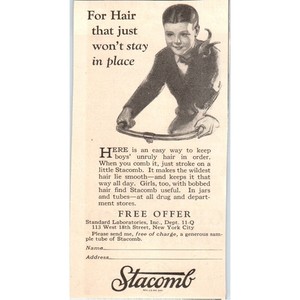 For Hair
that just
won't stay
in place
HERE is an easy way to keep
boys' unruly hair in order.
When you comb it, just stroke on a
little Stacomb. It makes the wildest
hair lie smooth—and keeps it that
way all day. Girls, too, with bobbed
hair find Stacomb useful. In jars
and tubes—at all drug and depart-
ment stores.
FREE OFFER
Standard Laboratories, Inc., Dept. 11-Q
113 West 18th Street, New York City
Please send me, free of charge, a generous sam-
ple tube of Stacomb.
Name
Address
Stacomb